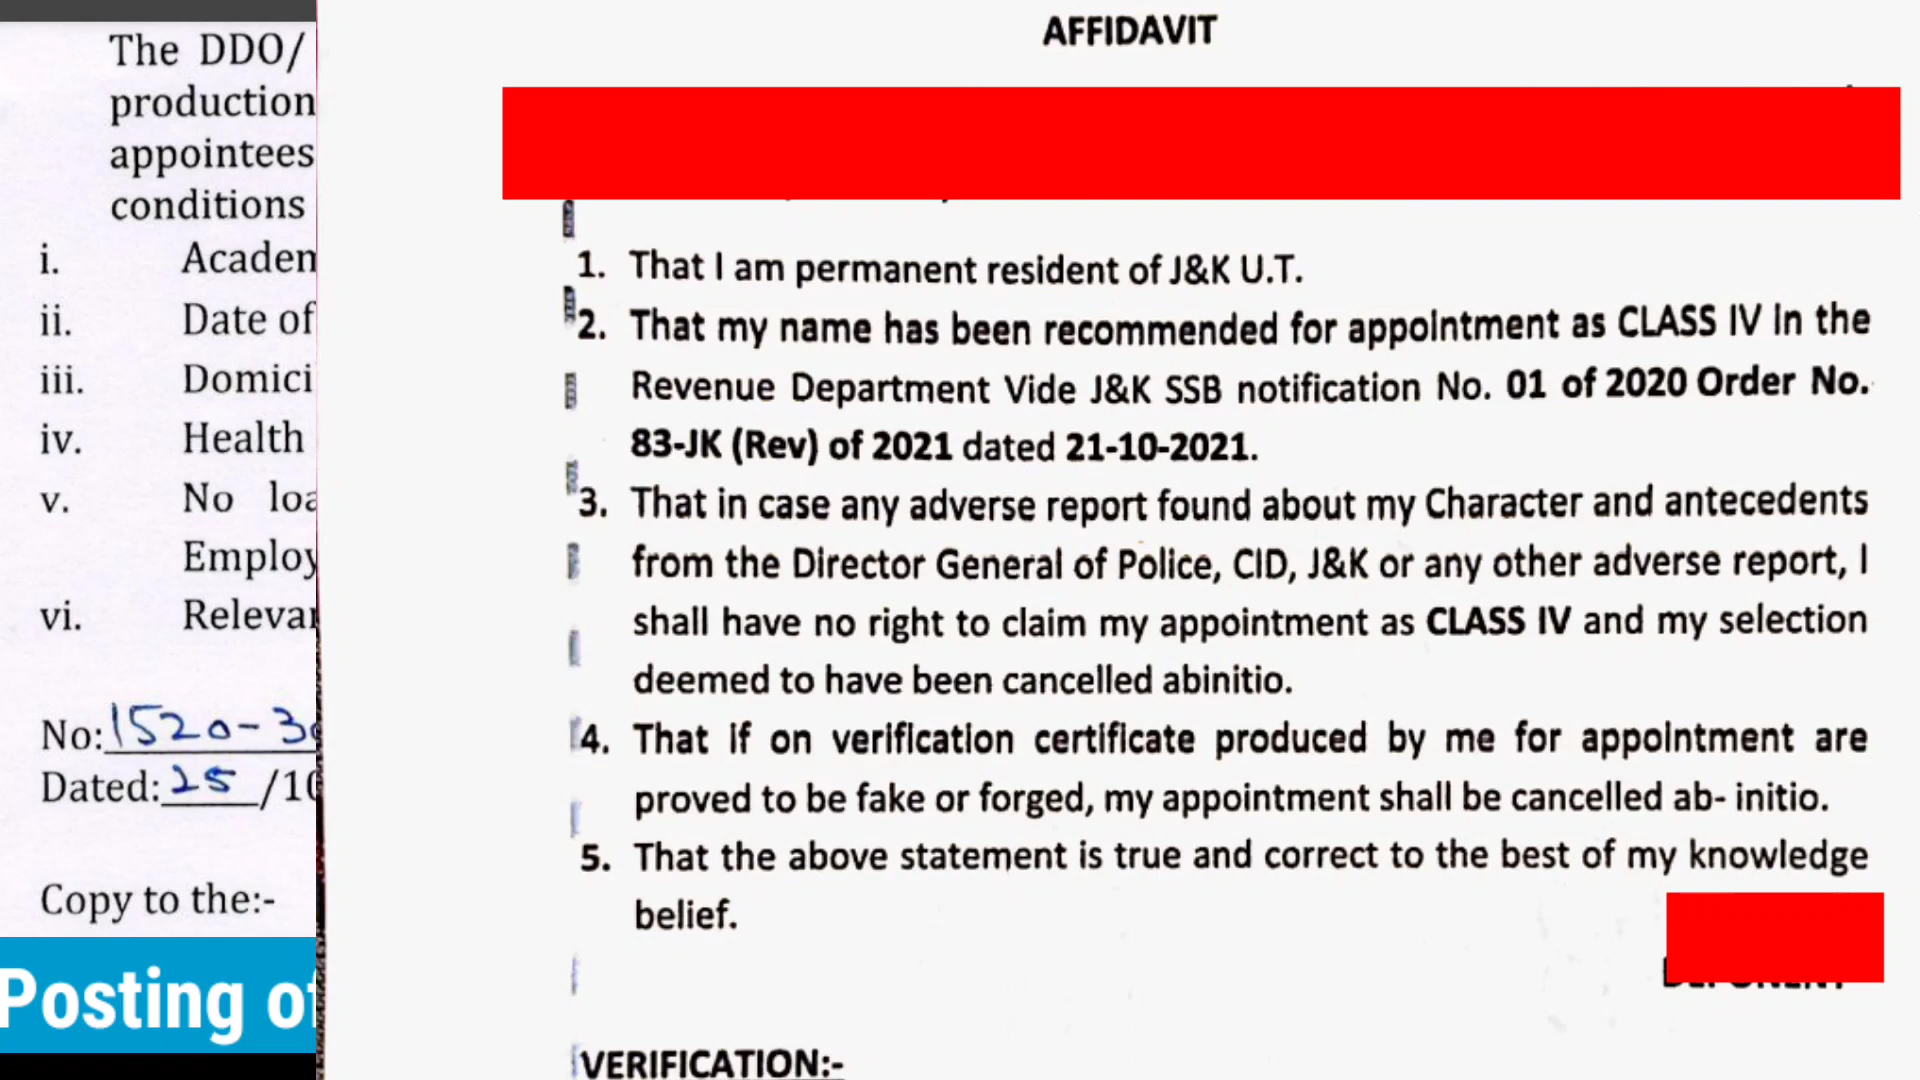 The DDO/
production
appointees
conditions
i. Academ
ii. Date of
iii. Domici
iv. Health
v. No loa
Employ
vi. Relevan
No: 1520-30
Dated: 25 /10
Copy to the:-
Posting of
AFFIDAVIT
1. That I am permanent resident of J&K U.T.
2. That my name has been recommended for appointment as CLASS IV in the
Revenue Department Vide J&K SSB notification No. 01 of 2020 Order No.
83-JK (Rev) of 2021 dated 21-10-2021.
3. That in case any adverse report found about my Character and antecedents
from the Director General of Police, CID, J&K or any other adverse report, I
shall have no right to claim my appointment as CLASS IV and my selection
deemed to have been cancelled abinitio.
4. That if on verification certificate produced by me for appointment are
proved to be fake or forged, my appointment shall be cancelled ab- initio.
5. That the above statement is true and correct to the best of my knowledge
belief.
DEPONENT
VERIFICATION:-